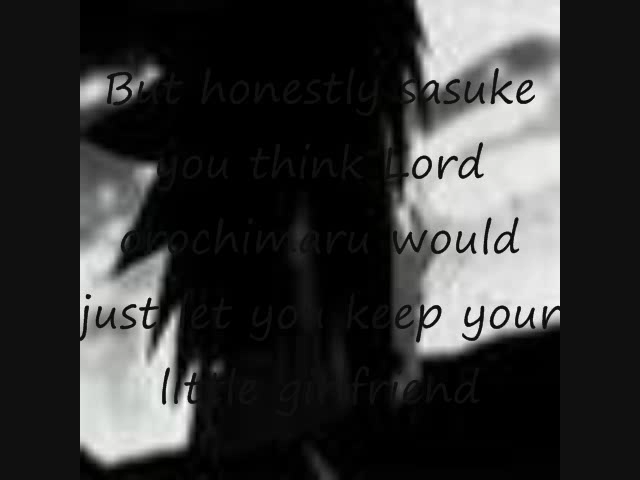 But honestly sasuke
you think Lord
orochimaru would
just let you keep your
little girlfriend